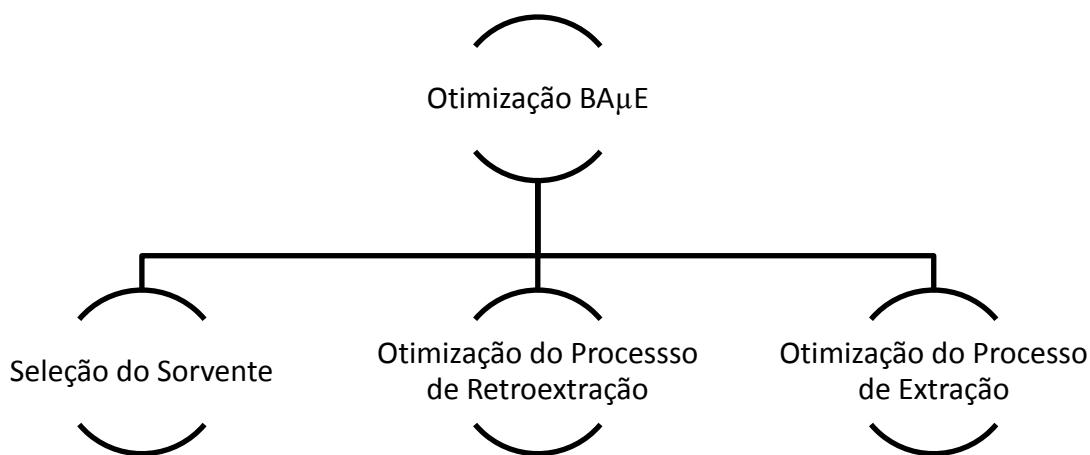 Otimização BAµE
Seleção do Sorvente
Otimização do Processso
de Retroextração
Otimização do Processo
de Extração